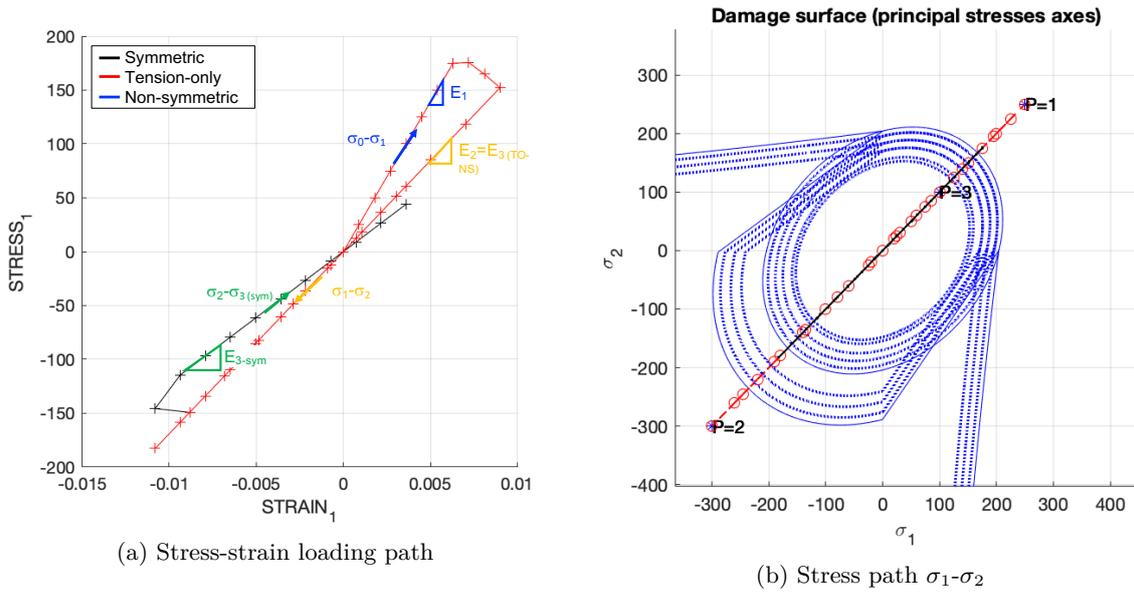 Damage surface (principal stresses axes)
200
150
100
50
0
-50
-100
-150
-200
-0.015
-0.01
-0.005
0
0.005
0.01
STRESS₁
STRAIN₁
Symmetric
Tension-only
Non-symmetric
E₁
σ₀-σ₁
E₂=E₃ (TO-
NS)
σ₂-σ₃ (sym)
σ₁-σ₂
E₃-sym
(a) Stress-strain loading path
300
200
100
0
-100
-200
-300
-400
-300
-200
-100
0
100
200
300
400
σ₂
σ₁
P=1
P=3
P=2
(b) Stress path σ₁-σ₂